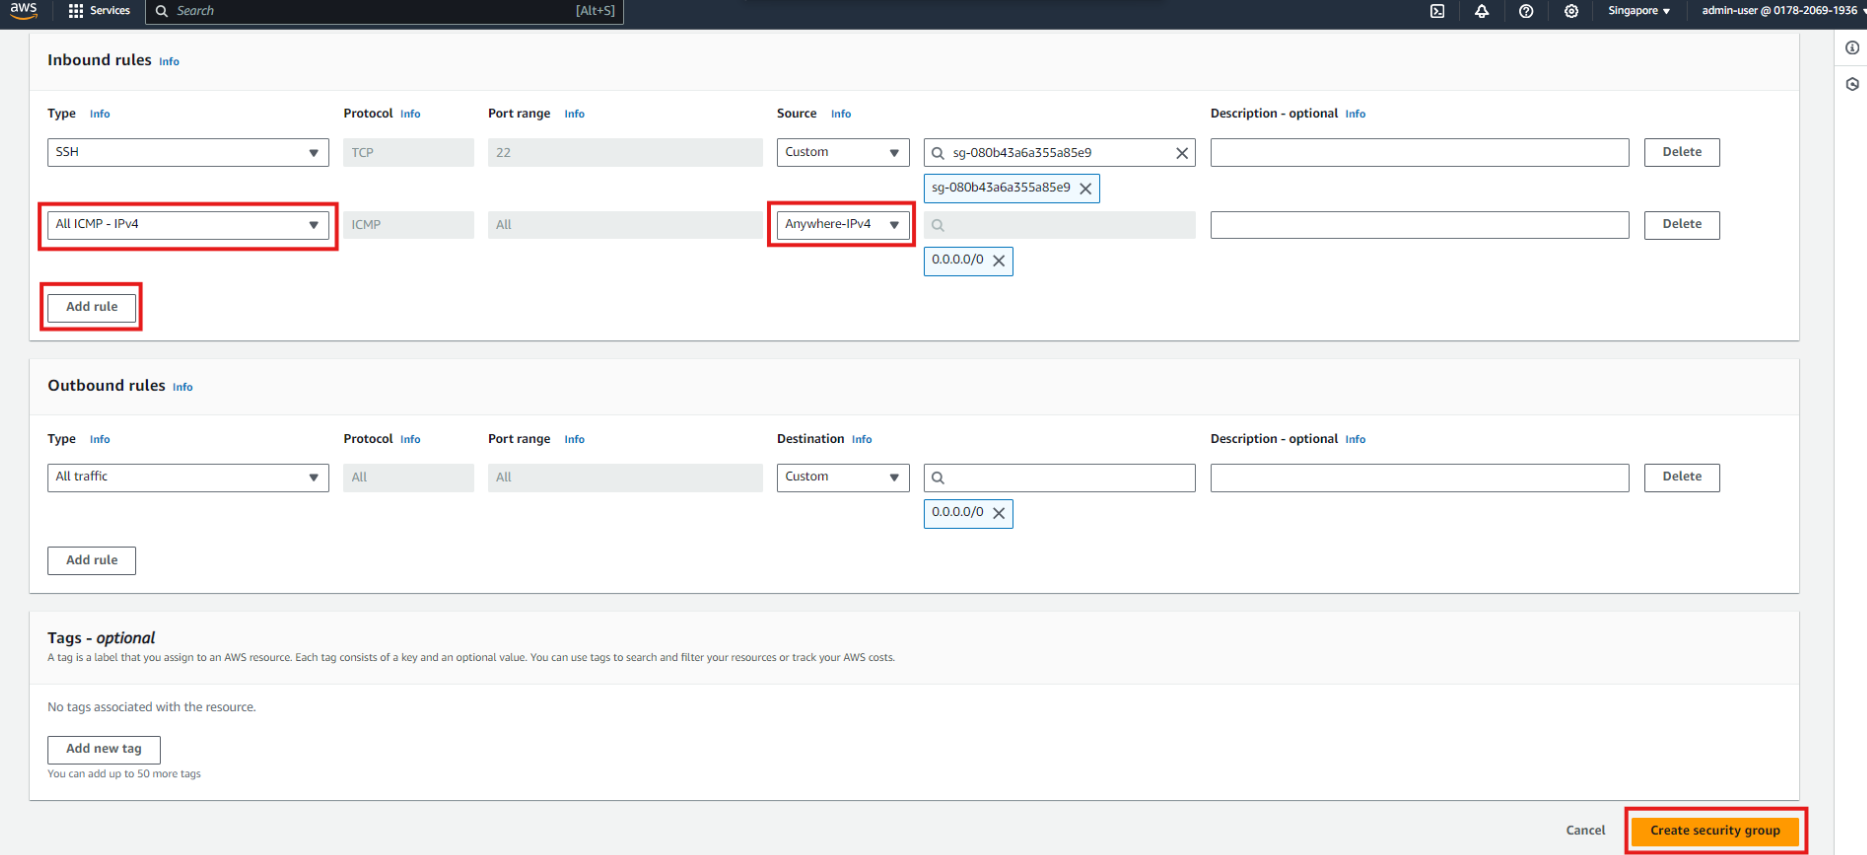 aws Services Search [Alt+S] Singapore admin-user @ 0178-2069-1936
Inbound rules Info
Type Info Protocol Info Port range Info Source Info Description - optional Info
SSH TCP 22 Custom sg-080b43a6a355a85e9 Delete
sg-080b43a6a355a85e9
All ICMP - IPv4 ICMP All Anywhere-IPv4 Delete
0.0.0.0/0
Add rule
Outbound rules Info
Type Info Protocol Info Port range Info Destination Info Description - optional Info
All traffic All All Custom Delete
0.0.0.0/0
Add rule
Tags - optional
A tag is a label that you assign to an AWS resource. Each tag consists of a key and an optional value. You can use tags to search and filter your resources or track your AWS costs.
No tags associated with the resource.
Add new tag
You can add up to 50 more tags
Cancel Create security group